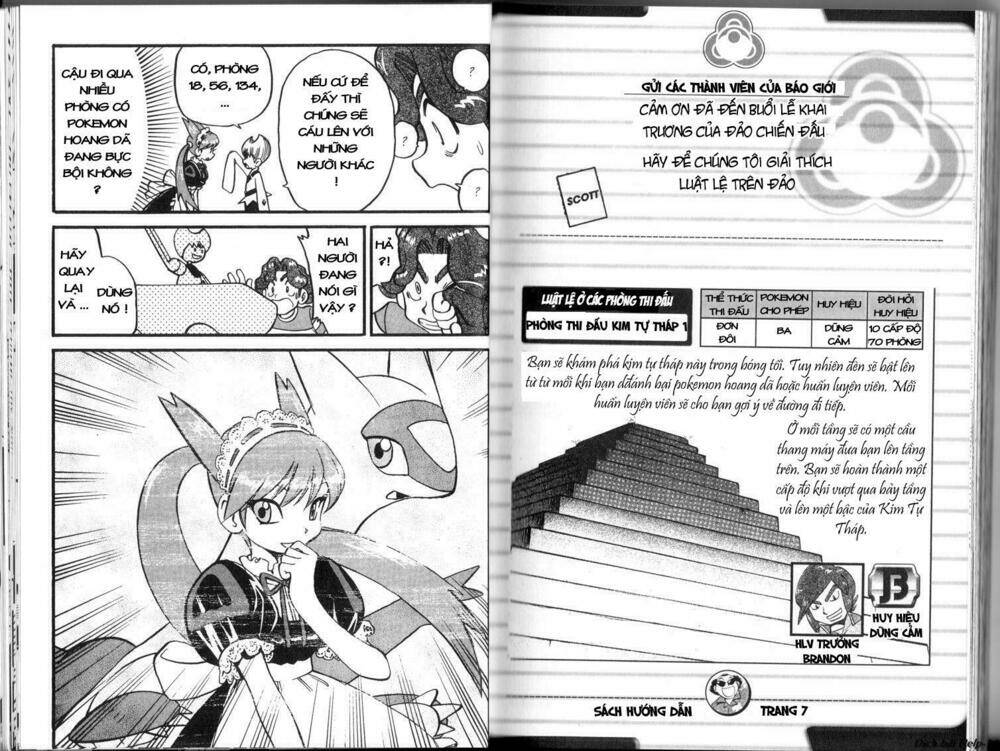 CẬU ĐI QUA
NHIỀU
PHÒNG CÓ
POKEMON
HOANG DÃ
ĐANG BỰC
BỘI KHÔNG
?
CÓ, PHÒNG
18, 56, 134,
...
NẾU CỨ ĐỂ
ĐẤY THÌ
CHÚNG SẼ
CẤU LÊN VỚI
NHỮNG
NGƯỜI KHÁC
!
?
?
?
HÃY
QUAY
LẠI
VÀ ...
DÙNG
NÓ !
HAI
NGƯỜI
ĐANG
NÓI GÌ
VẬY ?
HẢ
?!
GỬI CÁC THÀNH VIÊN CỦA BÁO GIỚI
CẢM ƠN ĐÃ ĐẾN BUỔI LỄ KHAI
TRƯƠNG CỦA ĐẢO CHIẾN ĐẤU
HÃY ĐỂ CHÚNG TÔI GIẢI THÍCH
LUẬT LỆ TRÊN ĐẢO
SCOTT
LUẬT LỆ Ở CÁC PHÒNG THI ĐẤU
PHÒNG THI ĐẤU KIM TỰ THÁP 1
THỂ THỨC
THI ĐẤU
POKEMON
CHO PHÉP
HUY HIỆU
ĐÒI HỎI
HUY HIỆU
ĐƠN
ĐÔI
BA
DŨNG
CẢM
10 CẤP ĐỘ
70 PHÒNG
Bạn sẽ khám phá kim tự tháp này trong bóng tối. Tuy nhiên đèn sẽ bật lên
từ từ mỗi khi bạn dđánh bại pokemon hoang dã hoặc huấn luyện viên. Mỗi
huấn luyện viên sẽ cho bạn gợi ý về đường đi tiếp.
Ở mỗi tầng sẽ có một cầu
thang máy đưa bạn lên tầng
trên. Bạn sẽ hoàn thành một
cấp độ khi vượt qua bảy tầng
và lên một bậc của Kim Tự
Tháp.
HUY HIỆU
DŨNG CẢM
HLV TRƯỞNG
BRANDON
SÁCH HƯỚNG DẪN
TRANG 7